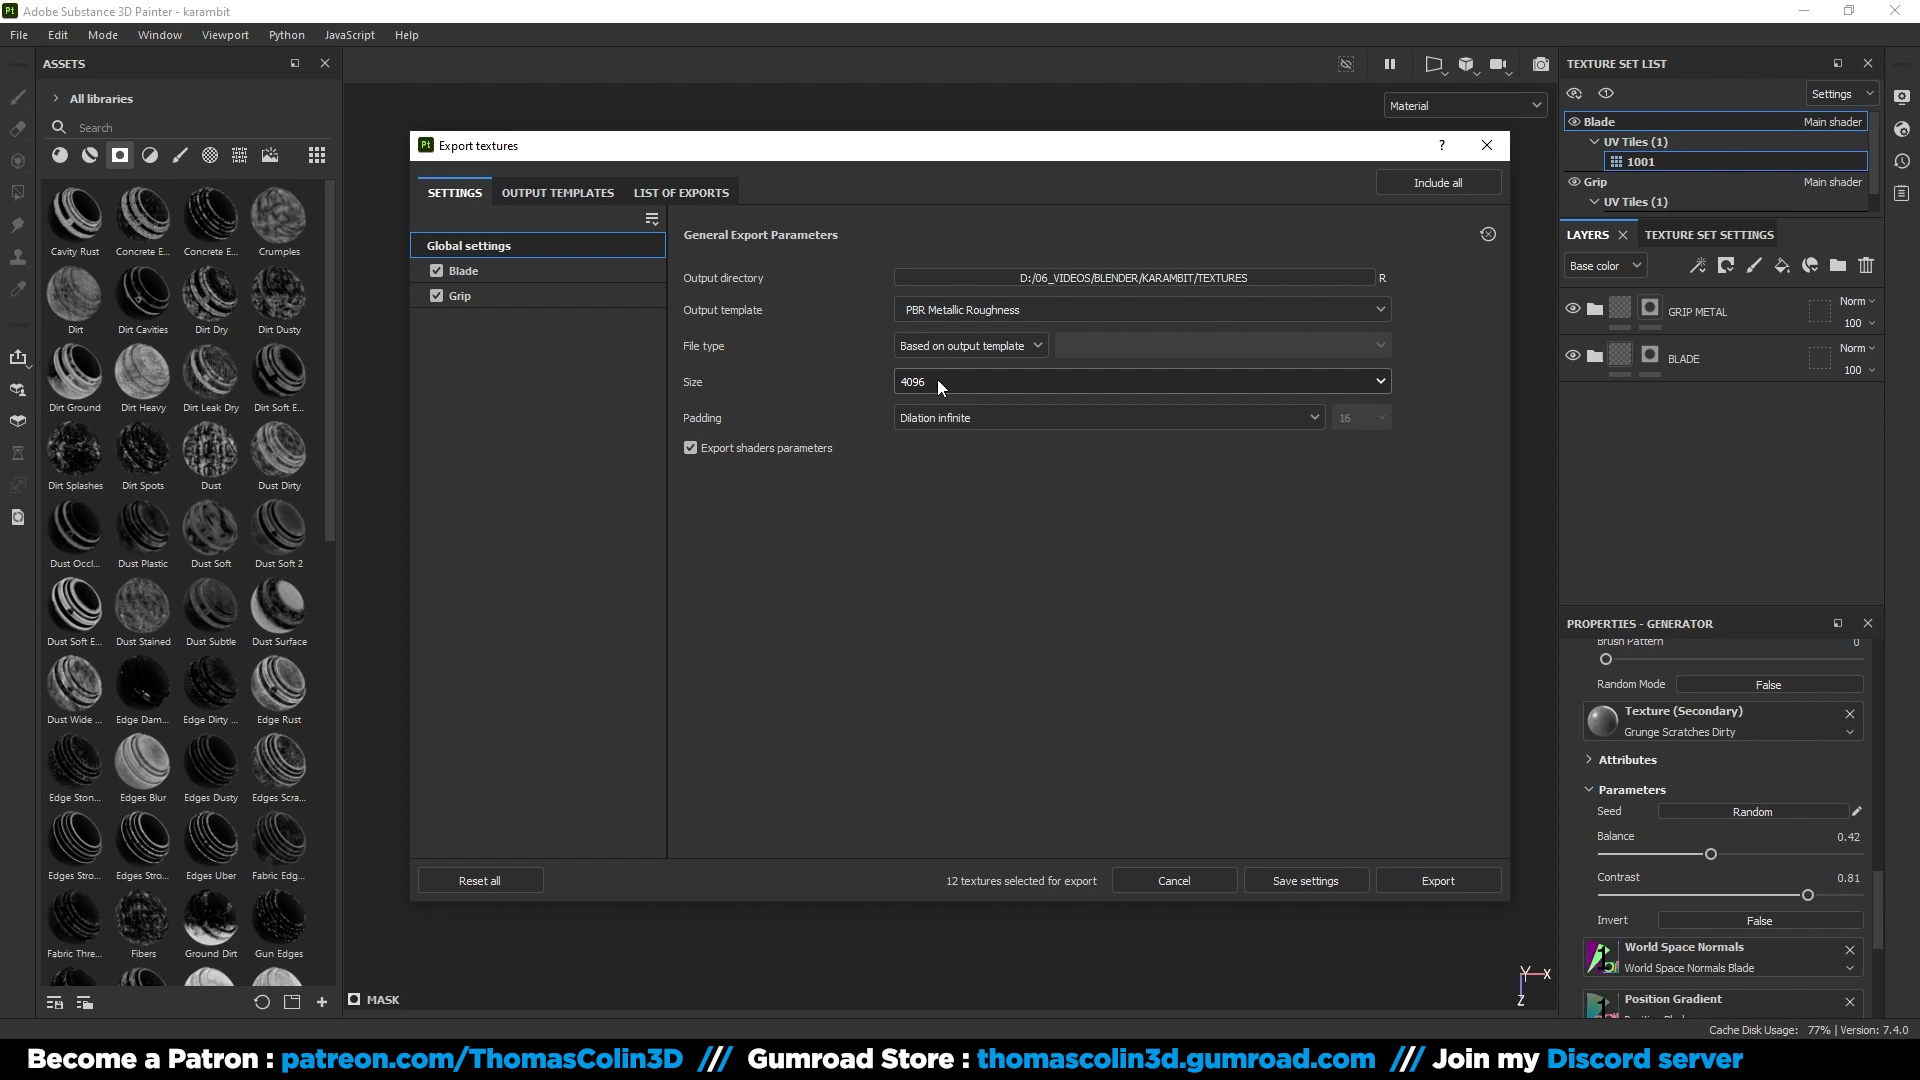 Pt Adobe Substance 3D Painter - karambit
File Edit Mode Window Viewport Python JavaScript Help
ASSETS
All libraries
Search
Cavity Rust Concrete E... Concrete E... Crumples
Dirt Dirt Cavities Dirt Dry Dirt Dusty
Dirt Ground Dirt Heavy Dirt Leak Dry Dirt Soft E...
Dirt Splashes Dirt Spots Dust Dust Dirty
Dust Occl... Dust Plastic Dust Soft Dust Soft 2
Dust Soft E... Dust Stained Dust Subtle Dust Surface
Dust Wide ... Edge Dam... Edge Dirty ... Edge Rust
Edge Ston... Edges Blur Edges Dusty Edges Scra...
Edges Stro... Edges Stro... Edges Uber Fabric Edg...
Fabric Thre... Fibers Ground Dirt Gun Edges
Material
Pt Export textures ?
SETTINGS OUTPUT TEMPLATES LIST OF EXPORTS
Include all
Global settings
Blade
Grip
General Export Parameters
Output directory D:/06_VIDEOS/BLENDER/KARAMBIT/TEXTURES R
Output template PBR Metallic Roughness
File type Based on output template
Size 4096
Padding Dilation infinite 16
Export shaders parameters
Reset all
12 textures selected for export
Cancel
Save settings
Export
MASK
Y X
Z
TEXTURE SET LIST
Settings
Blade Main shader
UV Tiles (1)
1001
Grip Main shader
UV Tiles (1)
LAYERS TEXTURE SET SETTINGS
Base color
GRIP METAL Norm 100
BLADE Norm 100
PROPERTIES - GENERATOR
Brush Pattern 0
Random Mode False
Texture (Secondary)
Grunge Scratches Dirty
Attributes
Parameters
Seed Random
Balance 0.42
Contrast 0.81
Invert False
World Space Normals
World Space Normals Blade
Position Gradient
Cache Disk Usage: 77% | Version: 7.4.0
Become a Patron : patreon.com/ThomasColin3D /// Gumroad Store : thomascolin3d.gumroad.com /// Join my Discord server